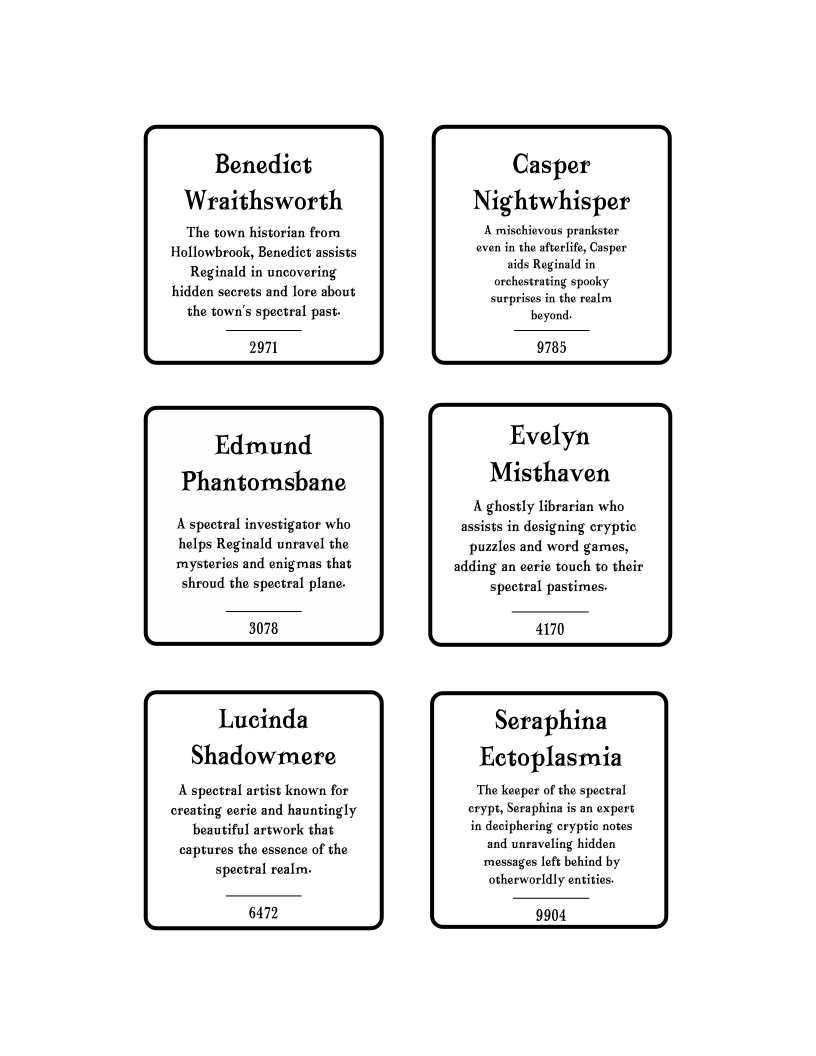 Benedict
Wraithsworth
The town historian from
Hollowbrook, Benedict assists
Reginald in uncovering
hidden secrets and lore about
the town's spectral past.
2971
Casper
Nightwhisper
A mischievous prankster
even in the afterlife, Casper
aids Reginald in
orchestrating spooky
surprises in the realm
beyond.
9785
Edmund
Phantomsbane
A spectral investigator who
helps Reginald unravel the
mysteries and enigmas that
shroud the spectral plane.
3078
Evelyn
Misthaven
A ghostly librarian who
assists in designing cryptic
puzzles and word games,
adding an eerie touch to their
spectral pastimes.
4170
Lucinda
Shadowmere
A spectral artist known for
creating eerie and hauntingly
beautiful artwork that
captures the essence of the
spectral realm.
6472
Seraphina
Ectoplasmia
The keeper of the spectral
crypt, Seraphina is an expert
in deciphering cryptic notes
and unraveling hidden
messages left behind by
otherworldly entities.
9904